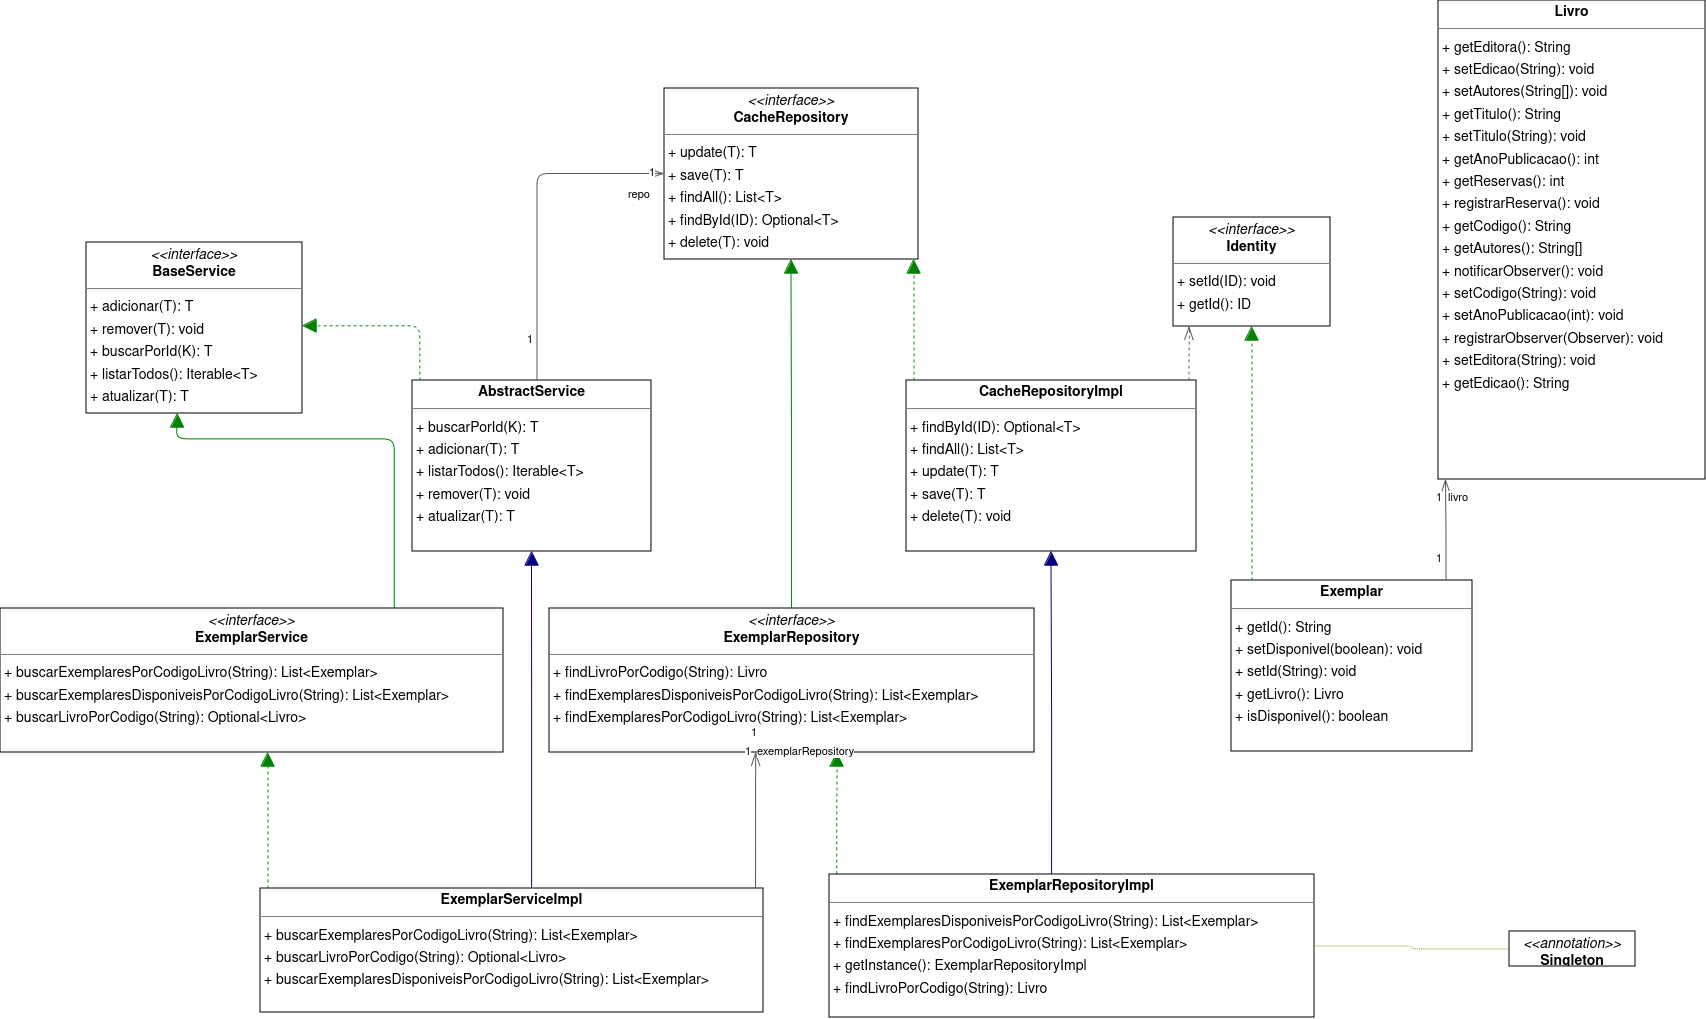 Livro
+ getEditora(): String
+ setEdicao(String): void
+ setAutores(String[]): void
+ getTitulo(): String
+ setTitulo(String): void
+ getAnoPublicacao(): int
+ getReservas(): int
+ registrarReserva(): void
+ getCodigo(): String
+ getAutores(): String[]
+ notificarObserver(): void
+ setCodigo(String): void
+ setAnoPublicacao(int): void
+ registrarObserver(Observer): void
+ setEditora(String): void
+ getEdicao(): String
<<interface>>
CacheRepository
+ update(T): T
+ save(T): T
+ findAll(): List<T>
+ findById(ID): Optional<T>
+ delete(T): void
1
repo
1
<<interface>>
Identity
+ setId(ID): void
+ getId(): ID
<<interface>>
BaseService
+ adicionar(T): T
+ remover(T): void
+ buscarPorId(K): T
+ listarTodos(): Iterable<T>
+ atualizar(T): T
AbstractService
+ buscarPorId(K): T
+ adicionar(T): T
+ listarTodos(): Iterable<T>
+ remover(T): void
+ atualizar(T): T
CacheRepositoryImpl
+ findById(ID): Optional<T>
+ findAll(): List<T>
+ update(T): T
+ save(T): T
+ delete(T): void
1 livro
1
Exemplar
+ getId(): String
+ setDisponivel(boolean): void
+ setId(String): void
+ getLivro(): Livro
+ isDisponivel(): boolean
<<interface>>
ExemplarService
+ buscarExemplaresPorCodigoLivro(String): List<Exemplar>
+ buscarExemplaresDisponiveisPorCodigoLivro(String): List<Exemplar>
+ buscarLivroPorCodigo(String): Optional<Livro>
<<interface>>
ExemplarRepository
+ findLivroPorCodigo(String): Livro
+ findExemplaresDisponiveisPorCodigoLivro(String): List<Exemplar>
+ findExemplaresPorCodigoLivro(String): List<Exemplar>
1
1 exemplarRepository
ExemplarServiceImpl
+ buscarExemplaresPorCodigoLivro(String): List<Exemplar>
+ buscarLivroPorCodigo(String): Optional<Livro>
+ buscarExemplaresDisponiveisPorCodigoLivro(String): List<Exemplar>
ExemplarRepositoryImpl
+ findExemplaresDisponiveisPorCodigoLivro(String): List<Exemplar>
+ findExemplaresPorCodigoLivro(String): List<Exemplar>
+ getInstance(): ExemplarRepositoryImpl
+ findLivroPorCodigo(String): Livro
<<annotation>>
Singleton